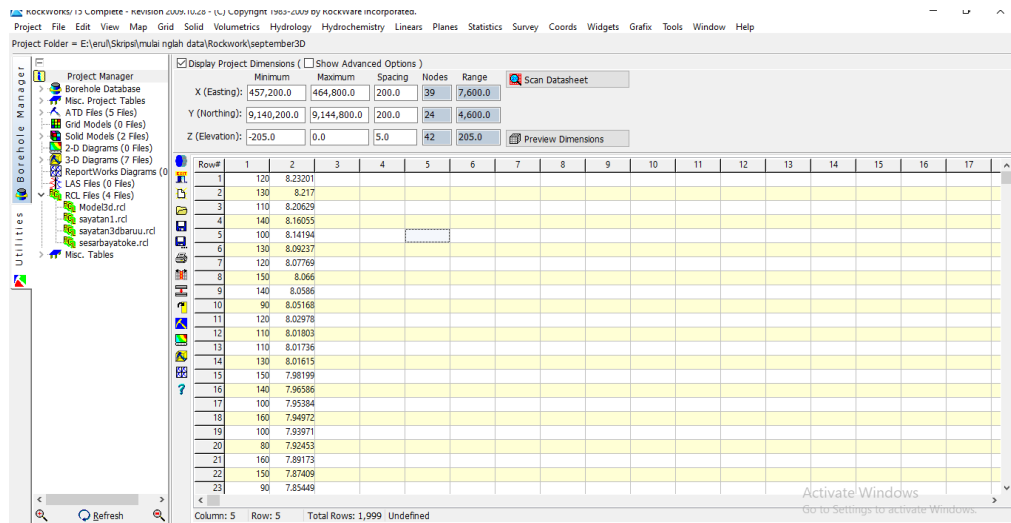 RockWorks/15 Complete - Revision 2009.10.28 - (C) Copyright 1983-2009 by RockWare Incorporated.
Project File Edit View Map Grid Solid Volumetrics Hydrology Hydrochemistry Linears Planes Statistics Survey Coords Widgets Grafix Tools Window Help
Project Folder = E:\erul\Skripsi\mulai nglah data\Rockwork\september3D
Borehole Manager
Utilities
Project Manager
Borehole Database
Misc. Project Tables
ATD Files (5 Files)
Grid Models (0 Files)
Solid Models (2 Files)
2-D Diagrams (0 Files)
3-D Diagrams (7 Files)
ReportWorks Diagrams (0
LAS Files (0 Files)
RCL Files (4 Files)
Model3d.rcl
sayatan1.rcl
sayatan3dbaruu.rcl
sesarbayatoke.rcl
Misc. Tables
Refresh
Display Project Dimensions ( Show Advanced Options )
Minimum Maximum Spacing Nodes Range
X (Easting): 457,200.0 464,800.0 200.0 39 7,600.0
Y (Northing): 9,140,200.0 9,144,800.0 200.0 24 4,600.0
Z (Elevation): -205.0 0.0 5.0 42 205.0
Scan Datasheet
Preview Dimensions
Row# 1 2 3 4 5 6 7 8 9 10 11 12 13 14 15 16 17
1 120 8.23201
2 130 8.217
3 110 8.20629
4 140 8.16055
5 100 8.14194
6 130 8.09237
7 120 8.07769
8 150 8.066
9 140 8.0586
10 90 8.05168
11 120 8.02978
12 110 8.01803
13 110 8.01736
14 130 8.01615
15 150 7.98199
16 140 7.96586
17 100 7.95384
18 160 7.94972
19 100 7.93971
20 80 7.92453
21 160 7.89173
22 150 7.87409
23 90 7.85449
Column: 5 Row: 5 Total Rows: 1,999 Undefined
Activate Windows
Go to Settings to activate Windows.